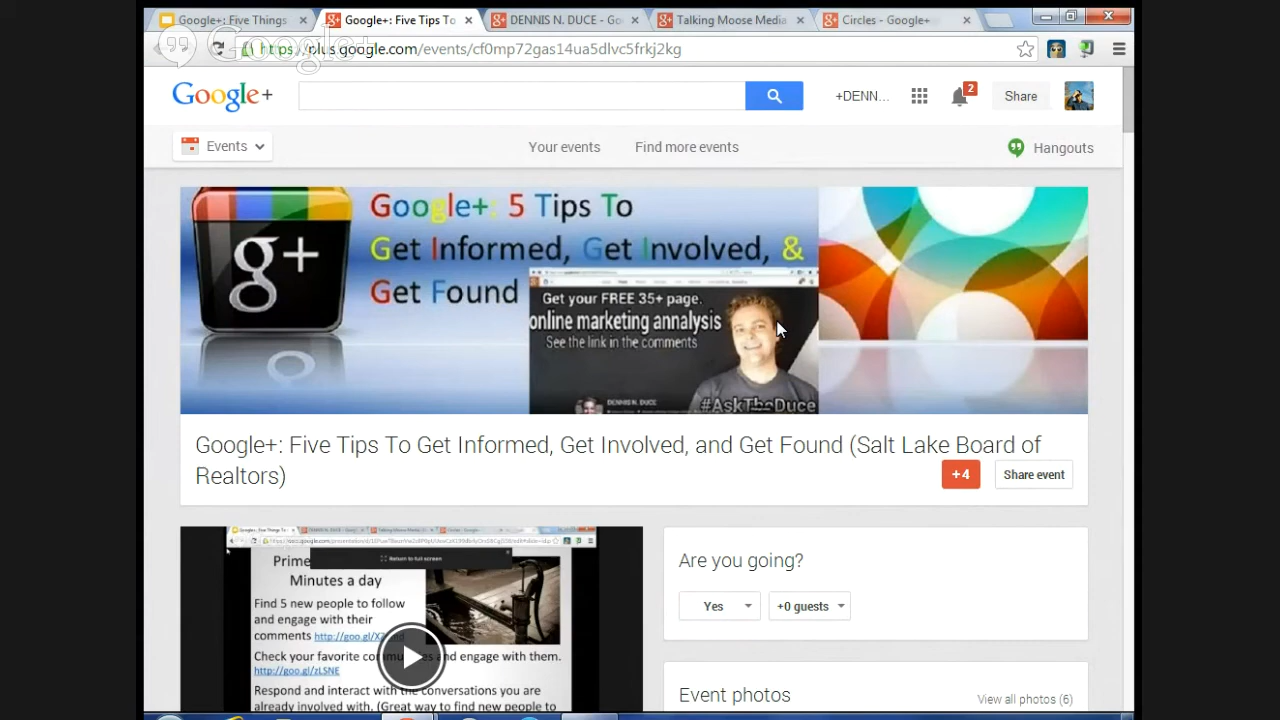 Google+: Five Things
Google+: Five Tips To
DENNIS N. DUCE - Go
Talking Moose Media
Circles - Google+
Google+
https://plus.google.com/events/cf0mp72gas14ua5dlvc5frkj2kg
Google+
+DENN...
2
Share
Events
Your events
Find more events
Hangouts
g+
Google+: 5 Tips To
Get Informed, Get Involved, &
Get Found
Get your FREE 35+ page.
online marketing annalysis
See the link in the comments
DENNIS N. DUCE
#AskTheDuce
Google+: Five Tips To Get Informed, Get Involved, and Get Found (Salt Lake Board of
Realtors)
+4
Share event
Return to full screen
Prime
Minutes a day
Find 5 new people to follow
and engage with their
comments
Check your favorite and engage with them.
http://goo.gl/zLSNE
Respond and interact with the conversations you are
already involved with. (Great way to find new people to
Are you going?
Yes
+0 guests
Event photos
View all photos (6)